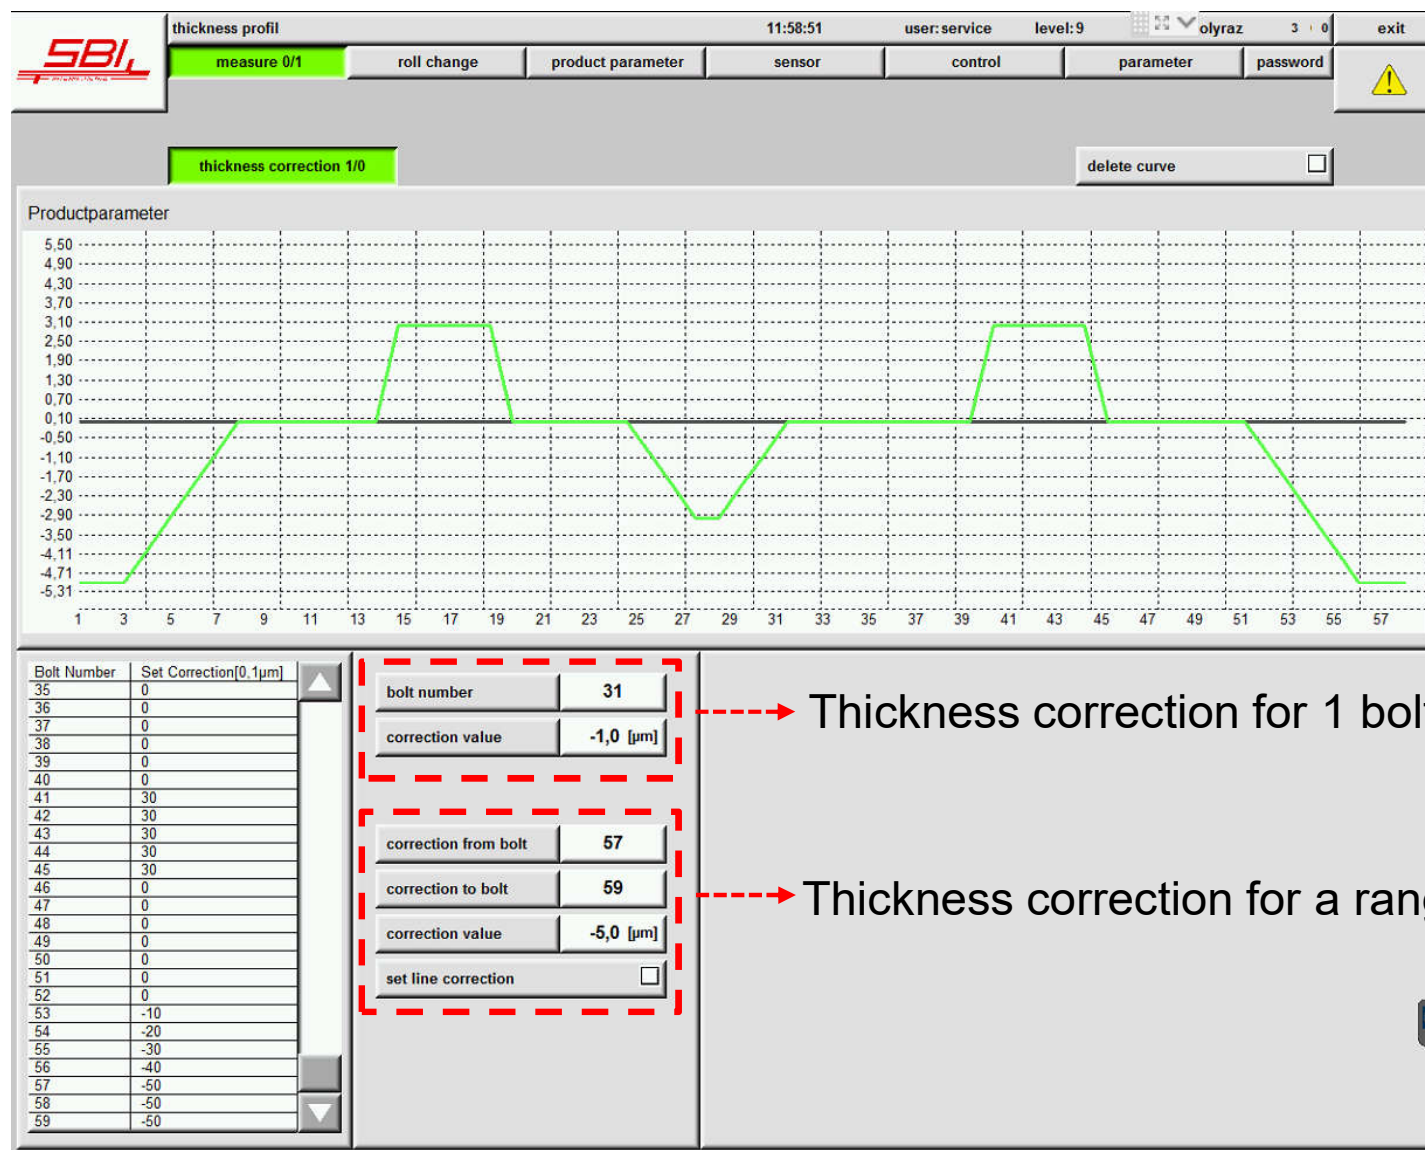 thickness profil 11:58:51 user: service level: 9 olyraz 3 0 exit
SBI
measure 0/1 roll change product parameter sensor control parameter password
thickness correction 1/0 delete curve
Productparameter
5,50
4,90
4,30
3,70
3,10
2,50
1,90
1,30
0,70
0,10
-0,50
-1,10
-1,70
-2,30
-2,90
-3,50
-4,11
-4,71
-5,31
1 3 5 7 9 11 13 15 17 19 21 23 25 27 29 31 33 35 37 39 41 43 45 47 49 51 53 55 57
Bolt Number Set Correction[0,1µm]
35 0
36 0
37 0
38 0
39 0
40 0
41 30
42 30
43 30
44 30
45 30
46 0
47 0
48 0
49 0
50 0
51 0
52 0
53 -10
54 -20
55 -30
56 -40
57 -50
58 -50
59 -50
bolt number 31
correction value -1,0 [µm]
Thickness correction for 1 bolt
correction from bolt 57
correction to bolt 59
correction value -5,0 [µm]
set line correction
Thickness correction for a rang